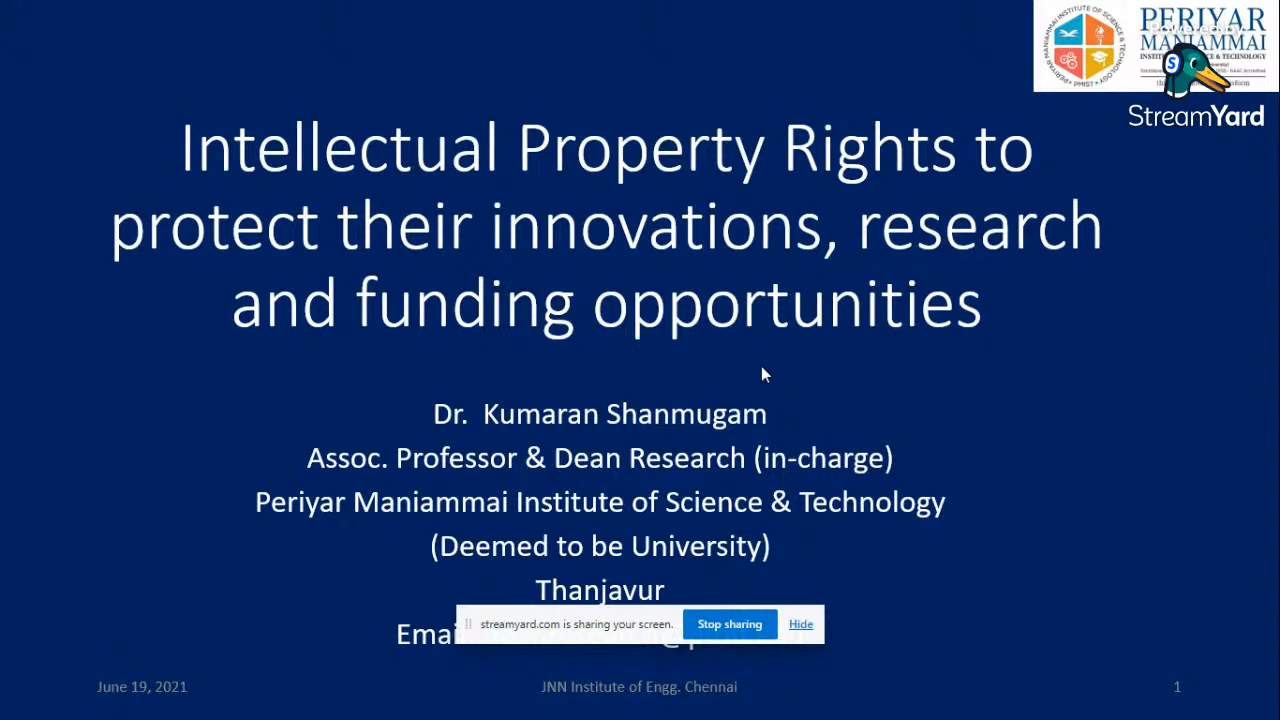 PERIYAR
MANIAMMAI
StreamYard
Intellectual Property Rights to
protect their innovations, research
and funding opportunities
Dr. Kumaran Shanmugam
Assoc. Professor & Dean Research (in-charge)
Periyar Maniammai Institute of Science & Technology
(Deemed to be University)
Thanjavur
streamyard.com is sharing your screen. Stop sharing Hide
June 19, 2021 JNN Institute of Engg. Chennai 1